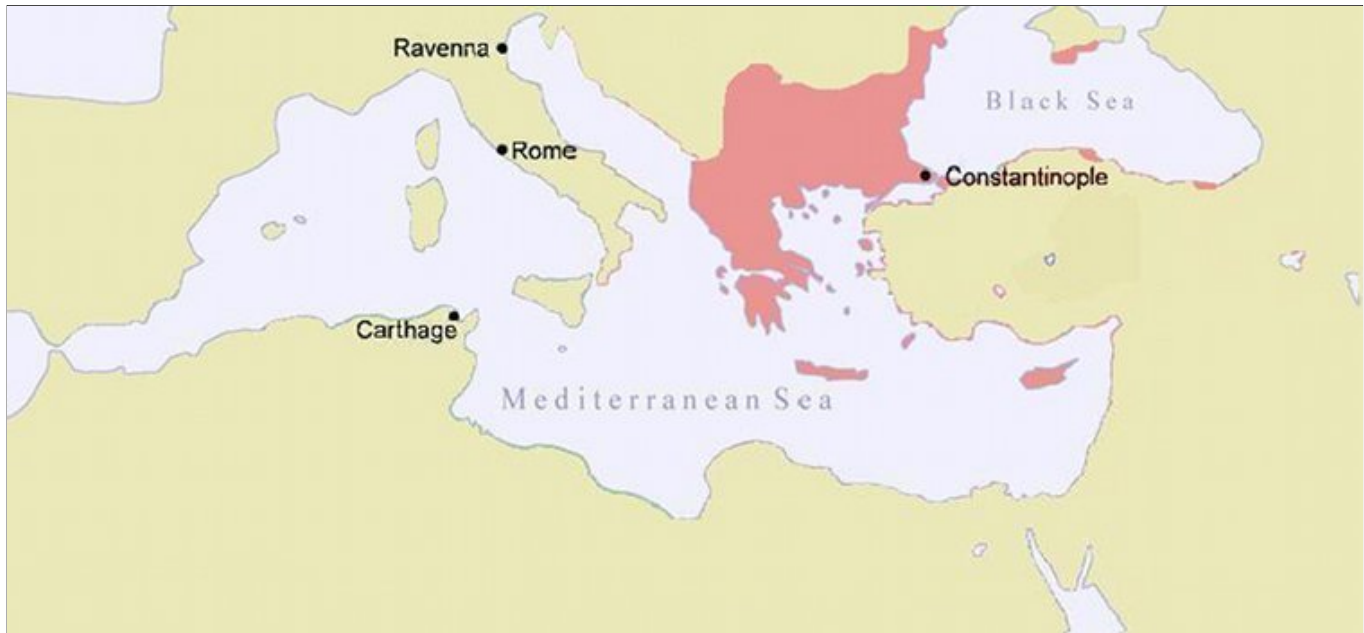 Ravenna
Black Sea
Rome
Constantinople
Carthage
Mediterranean Sea